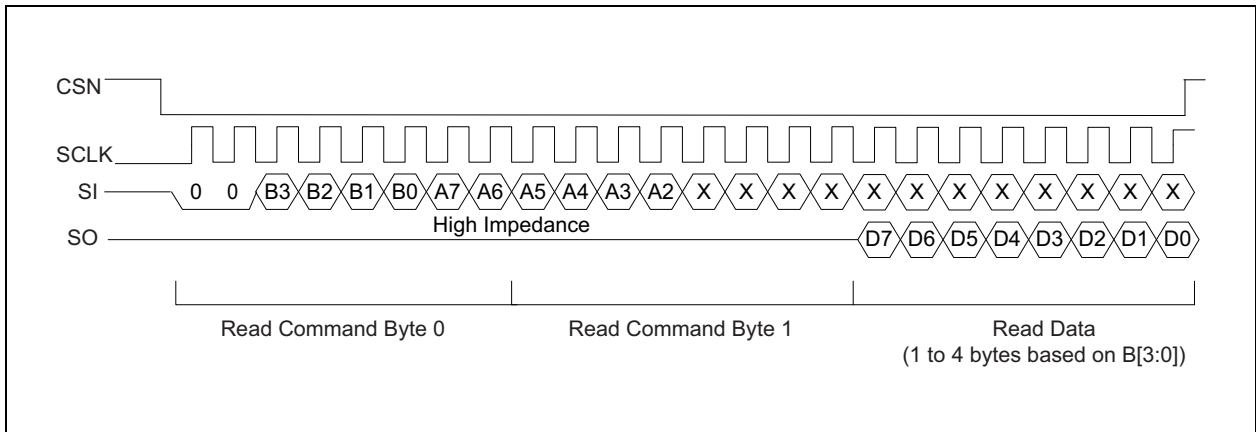 CSN
SCLK
SI 0 0 B3 B2 B1 B0 A7 A6 A5 A4 A3 A2 X X X X X X X X X X X X
High Impedance
SO D7 D6 D5 D4 D3 D2 D1 D0
Read Command Byte 0 Read Command Byte 1 Read Data
(1 to 4 bytes based on B[3:0])